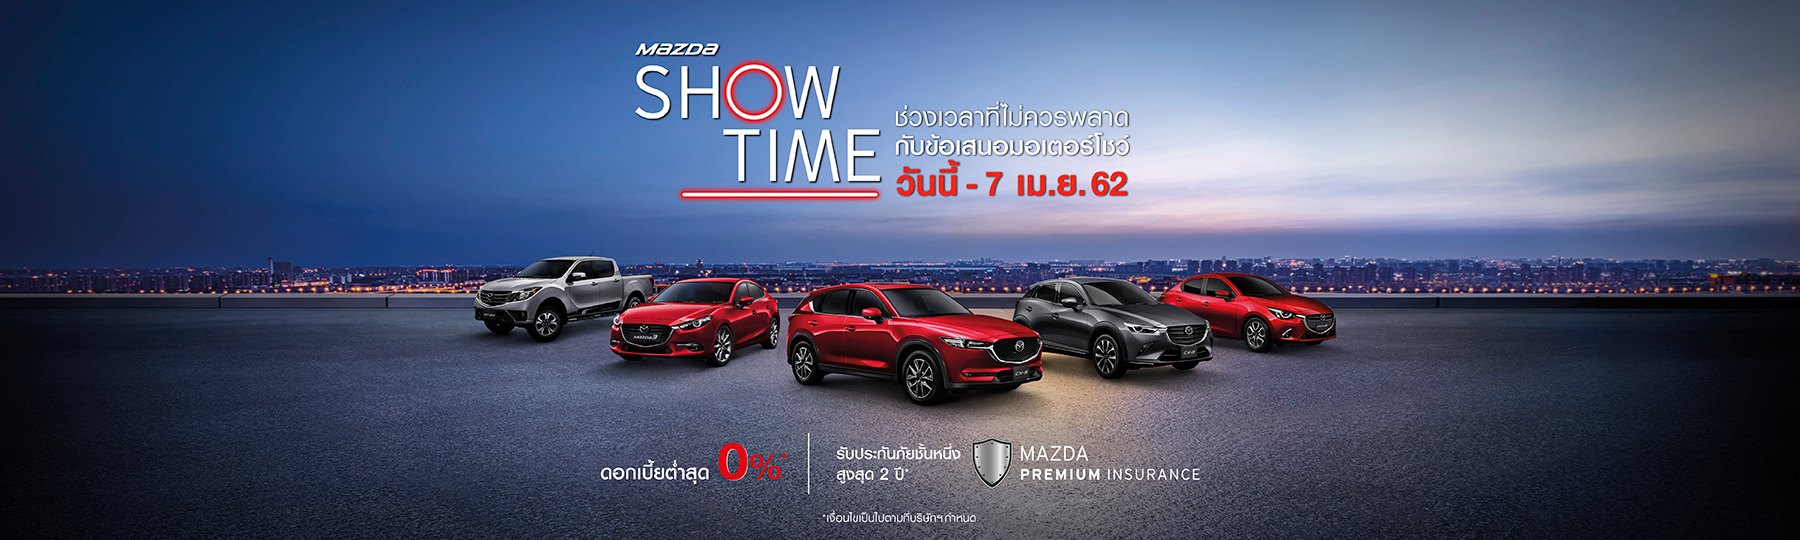 mazda
SHOW
TIME
ช่วงเวลาที่ไม่ควรพลาด
กับข้อเสนอมอเตอร์โชว์
วันนี้ - 7 เม.ย. 62
MAZDA3
CX-5
CX-3
ดอกเบี้ยต่ำสุด 0%*
รับประกันภัยชั้นหนึ่ง
สูงสุด 2 ปี*
MAZDA
PREMIUM INSURANCE
*เงื่อนไขเป็นไปตามที่บริษัทฯ กำหนด